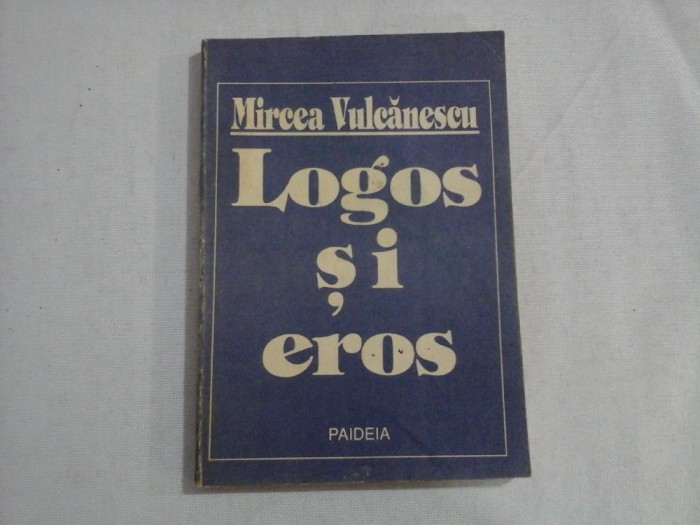 Mircea Vulcănescu
Logos
și
eros
PAIDEIA